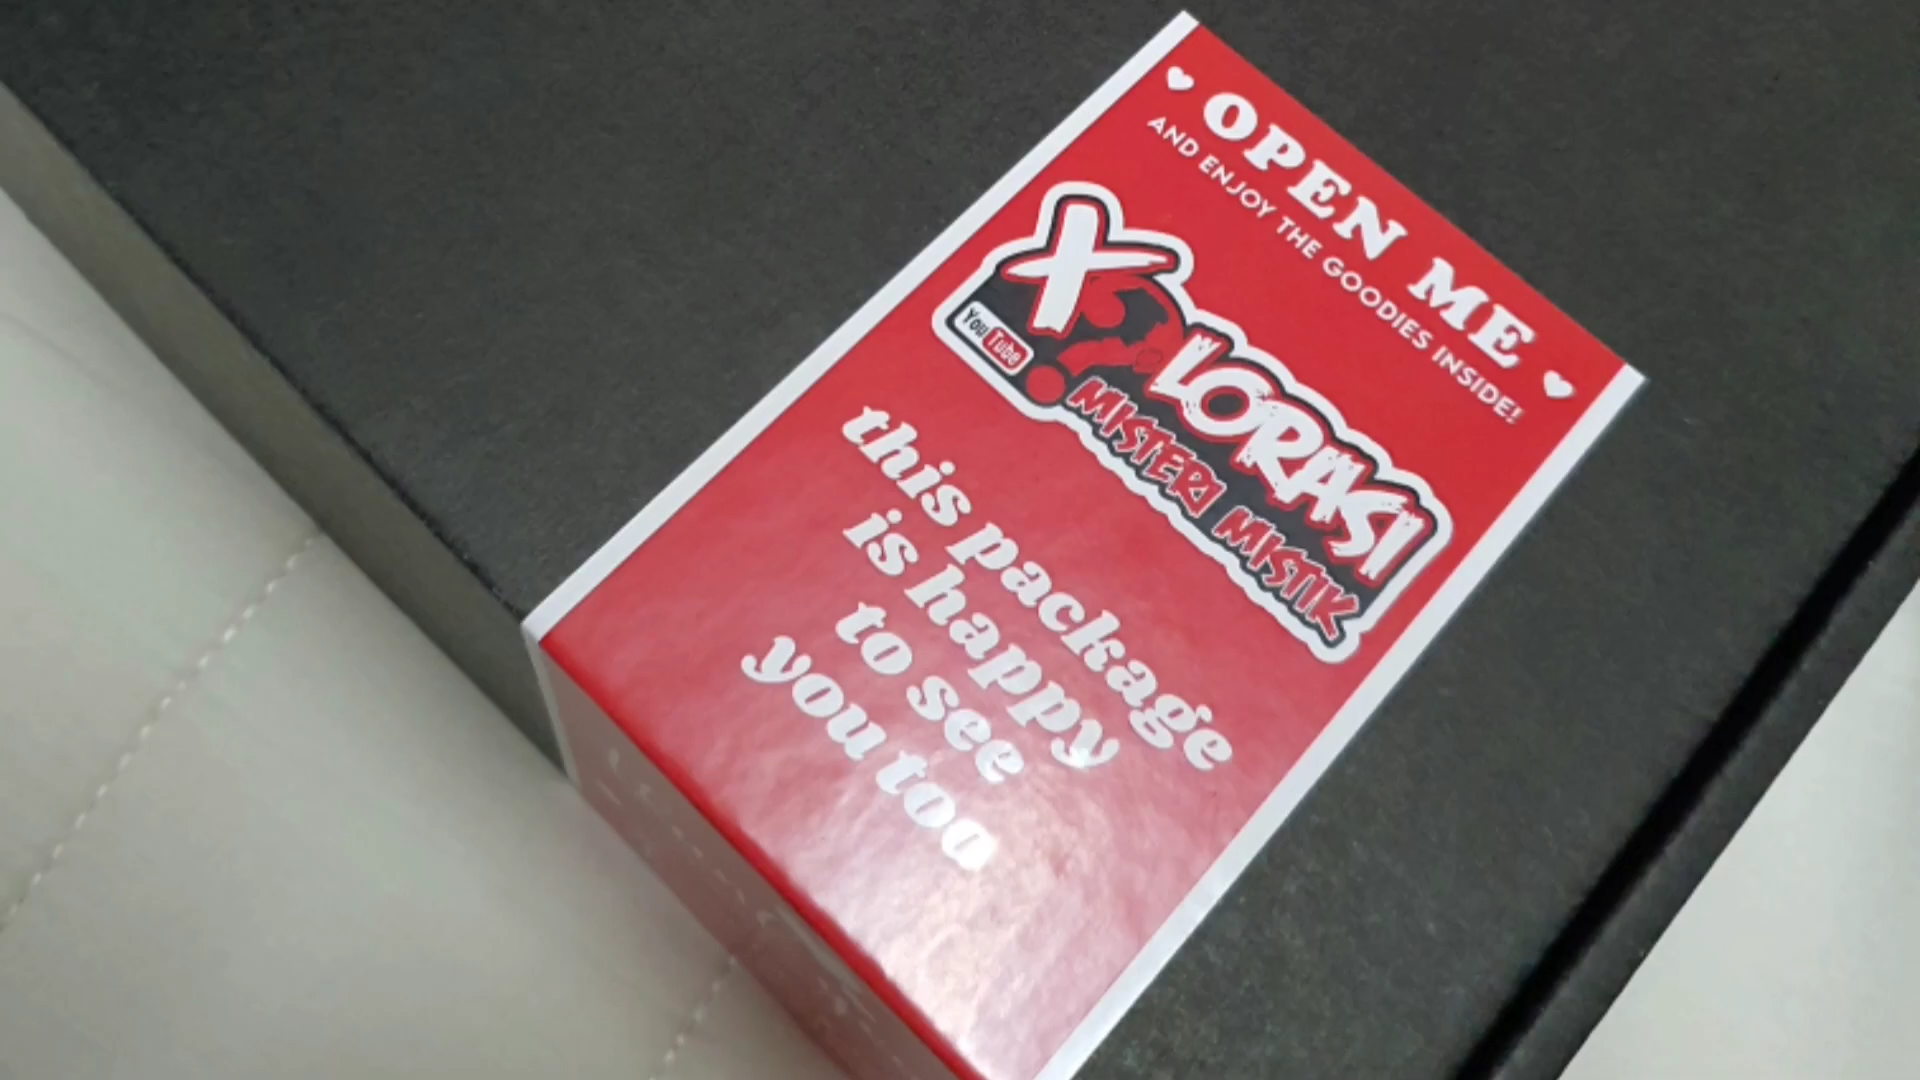 OPEN ME
AND ENJOY THE GOODIES INSIDE!
XPLORASI
YouTube
MISTERI MISTIK
this package
is happy
to see
you too